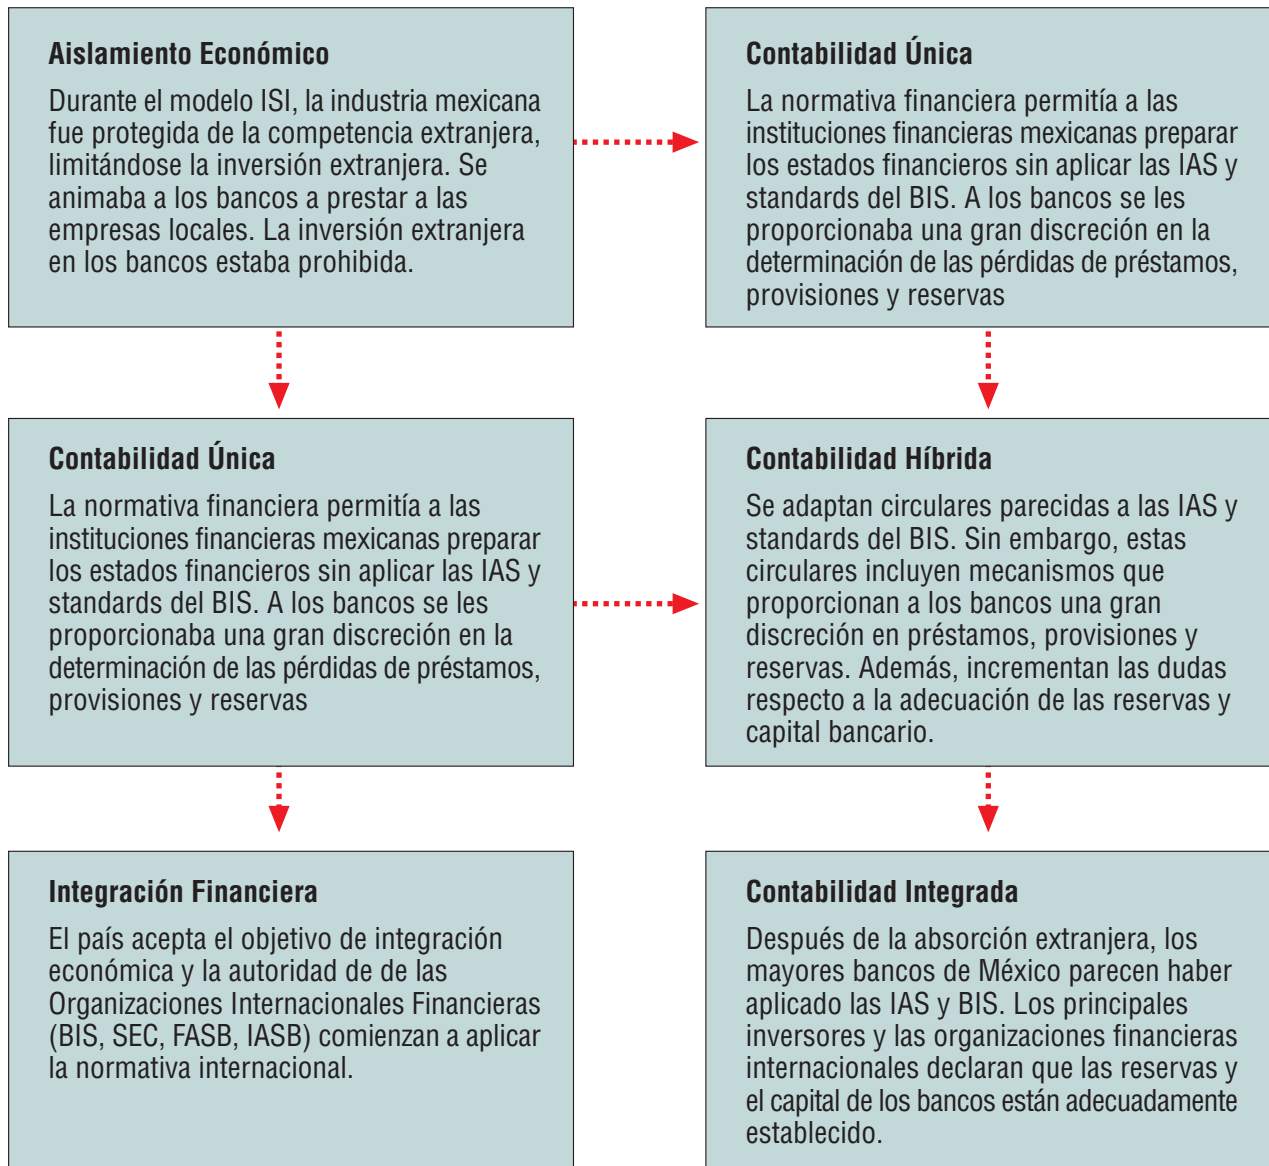 Aislamiento Económico
Durante el modelo ISI, la industria mexicana
fue protegida de la competencia extranjera,
limitándose la inversión extranjera. Se
animaba a los bancos a prestar a las
empresas locales. La inversión extranjera
en los bancos estaba prohibida.
Contabilidad Única
La normativa financiera permitía a las
instituciones financieras mexicanas preparar
los estados financieros sin aplicar las IAS y
standards del BIS. A los bancos se les
proporcionaba una gran discreción en la
determinación de las pérdidas de préstamos,
provisiones y reservas
Contabilidad Única
La normativa financiera permitía a las
instituciones financieras mexicanas preparar
los estados financieros sin aplicar las IAS y
standards del BIS. A los bancos se les
proporcionaba una gran discreción en la
determinación de las pérdidas de préstamos,
provisiones y reservas
Contabilidad Híbrida
Se adaptan circulares parecidas a las IAS y
standards del BIS. Sin embargo, estas
circulares incluyen mecanismos que
proporcionan a los bancos una gran
discreción en préstamos, provisiones y
reservas. Además, incrementan las dudas
respecto a la adecuación de las reservas y
capital bancario.
Integración Financiera
El país acepta el objetivo de integración
económica y la autoridad de de las
Organizaciones Internacionales Financieras
(BIS, SEC, FASB, IASB) comienzan a aplicar
la normativa internacional.
Contabilidad Integrada
Después de la absorción extranjera, los
mayores bancos de México parecen haber
aplicado las IAS y BIS. Los principales
inversores y las organizaciones financieras
internacionales declaran que las reservas y
el capital de los bancos están adecuadamente
establecido.